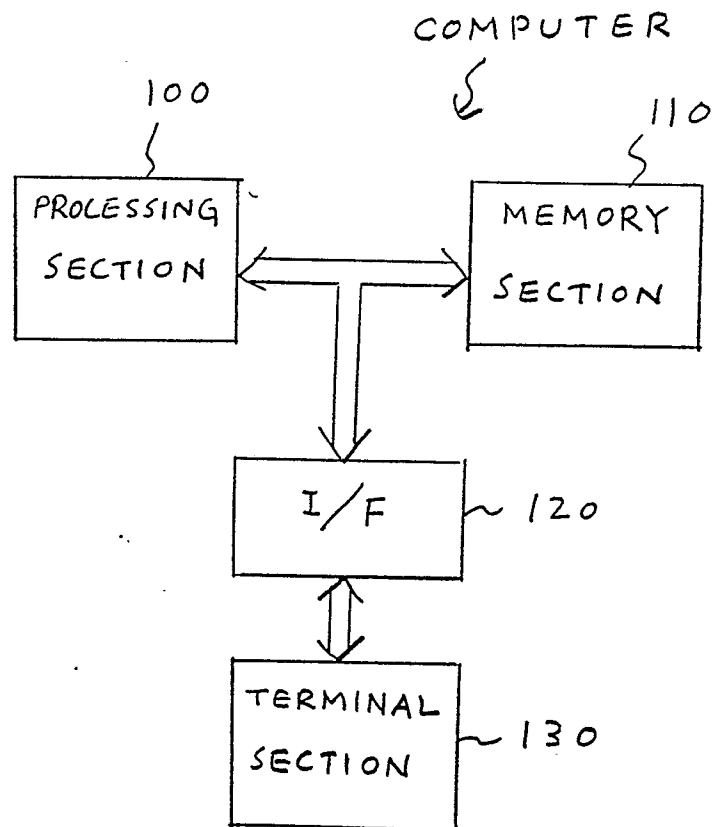 COMPUTER
100
110
PROCESSING
SECTION
MEMORY
SECTION
I/F
120
TERMINAL
SECTION
130